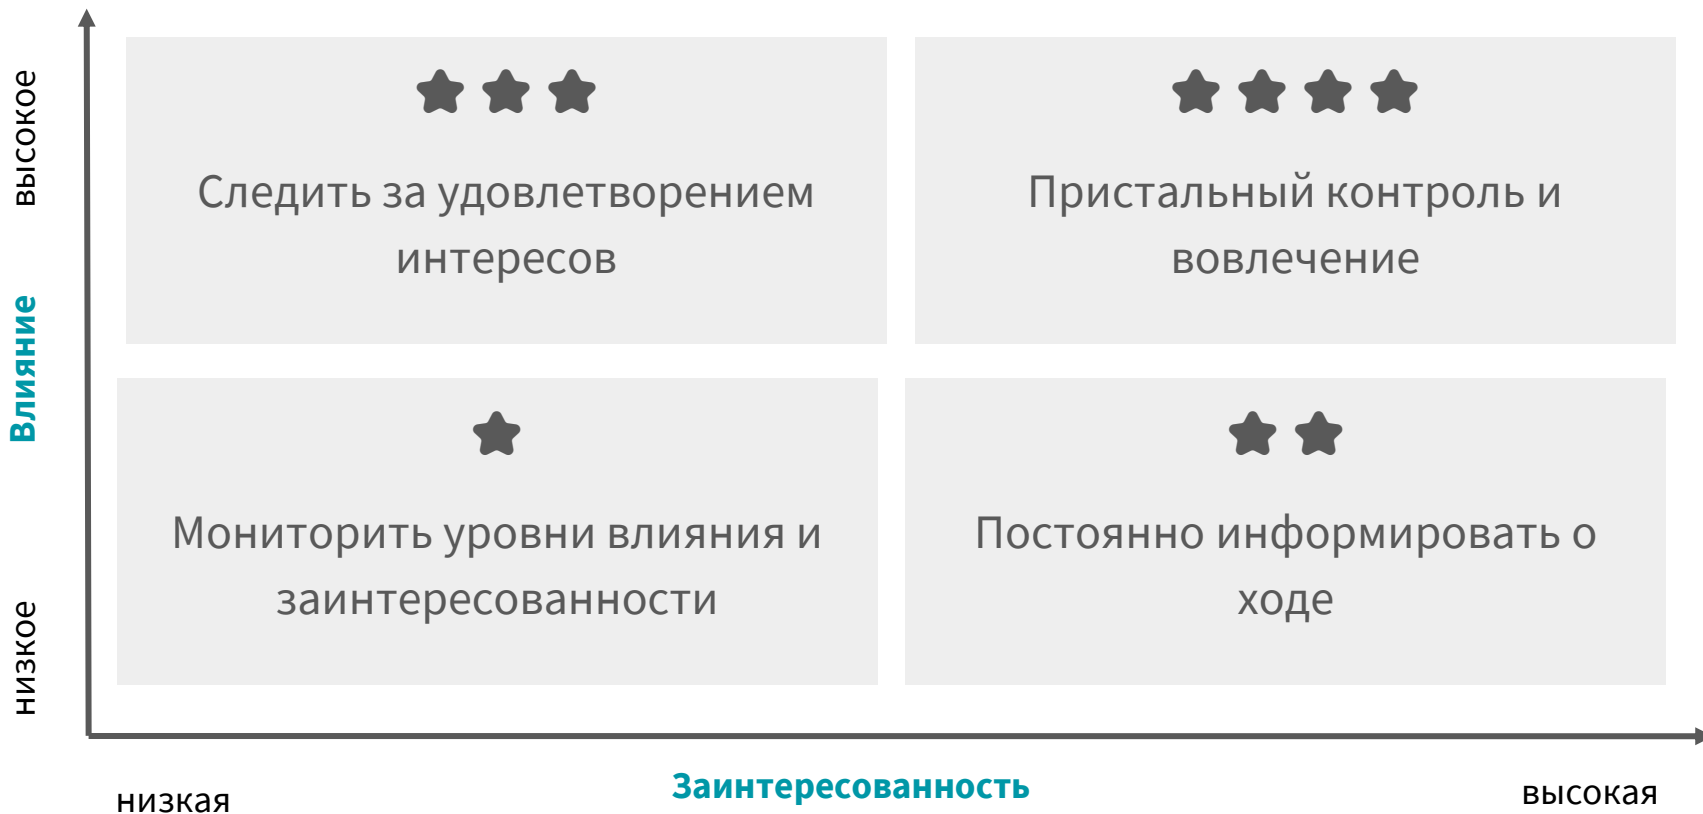 высокое
Влияние
низкое
Следить за удовлетворением
интересов
Пристальный контроль и
вовлечение
Мониторить уровни влияния и
заинтересованности
Постоянно информировать о
ходе
низкая
Заинтересованность
высокая